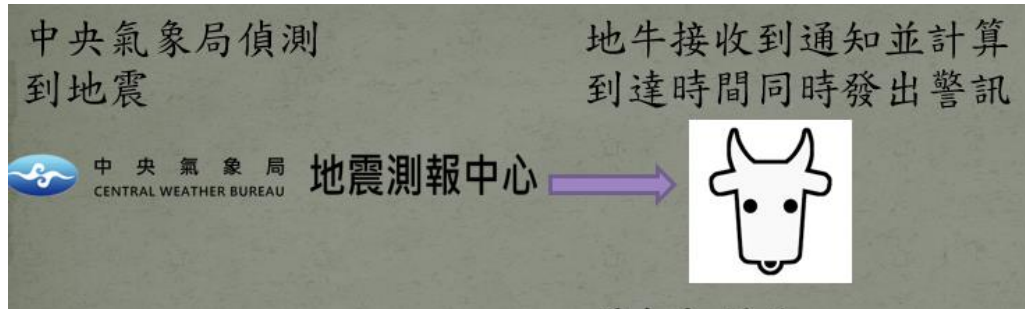 中央氣象局偵測
到地震
地牛接收到通知並計算
到達時間同時發出警訊
中央氣象局
CENTRAL WEATHER BUREAU
地震測報中心